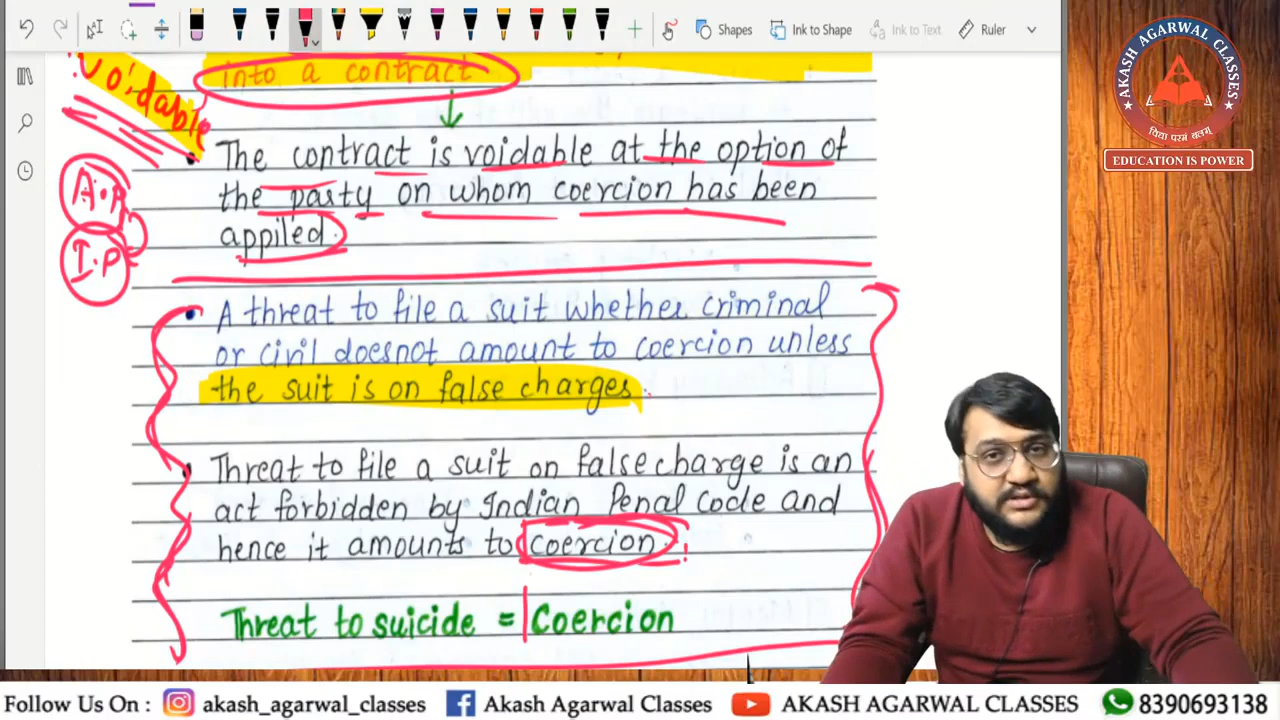 Shapes
Ink to Shape
Ink to Text
Ruler
into a contract
Voidable
The contract is voidable at the option of
the party on whom coercion has been
appiled.
A.P
I.P
A threat to file a suit whether criminal
or civil doesnot amount to coercion unless
the suit is on false charges.
Threat to file a suit on false charge is an
act forbidden by Indian Penal Code and
hence it amounts to coercion
Threat to suicide = Coercion
AKASH AGARWAL CLASSES
विद्या परमं बलम्
EDUCATION IS POWER
Follow Us On : akash_agarwal_classes Akash Agarwal Classes AKASH AGARWAL CLASSES 8390693138